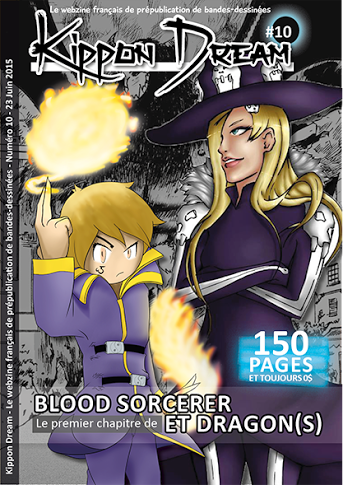 Le webzine français de prépublication de bandes-dessinées
Kippon Dream
#10
Kippon Dream - Le webzine français de prépublication de bandes-dessinées - Numéro 10 - 23 Juin 2015
150
PAGES
ET TOUJOURS 0$
BLOOD SORCERER
Le premier chapitre de ET DRAGON(S)